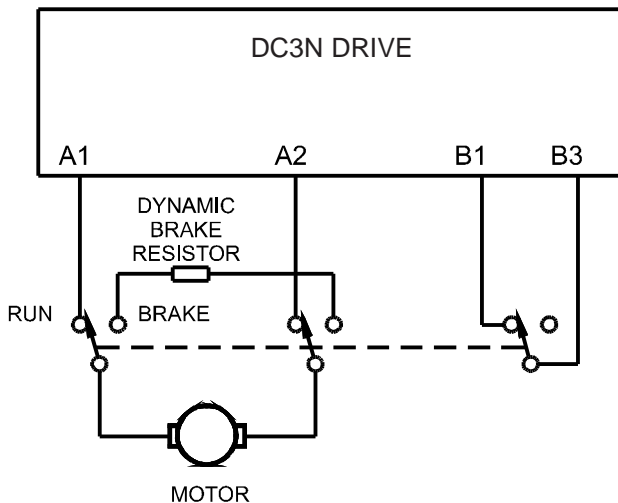 DC3N DRIVE
A1
A2
B1
B3
DYNAMIC
BRAKE
RESISTOR
RUN
BRAKE
MOTOR